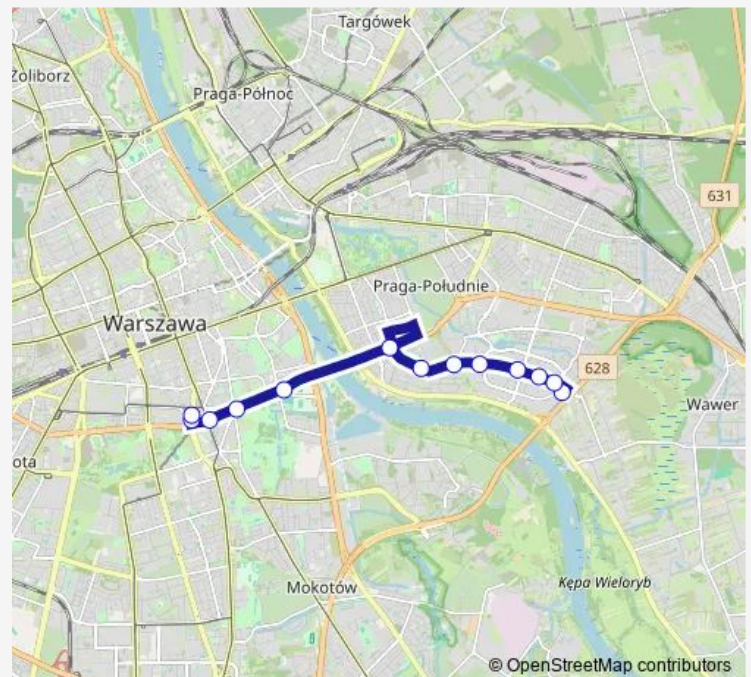 Targówek
Żoliborz
Praga-Północ
631
Praga-Południe
Warszawa
628
Wawer
ota
Mokotów
Kępa Wieloryb
© OpenStreetMap contributors